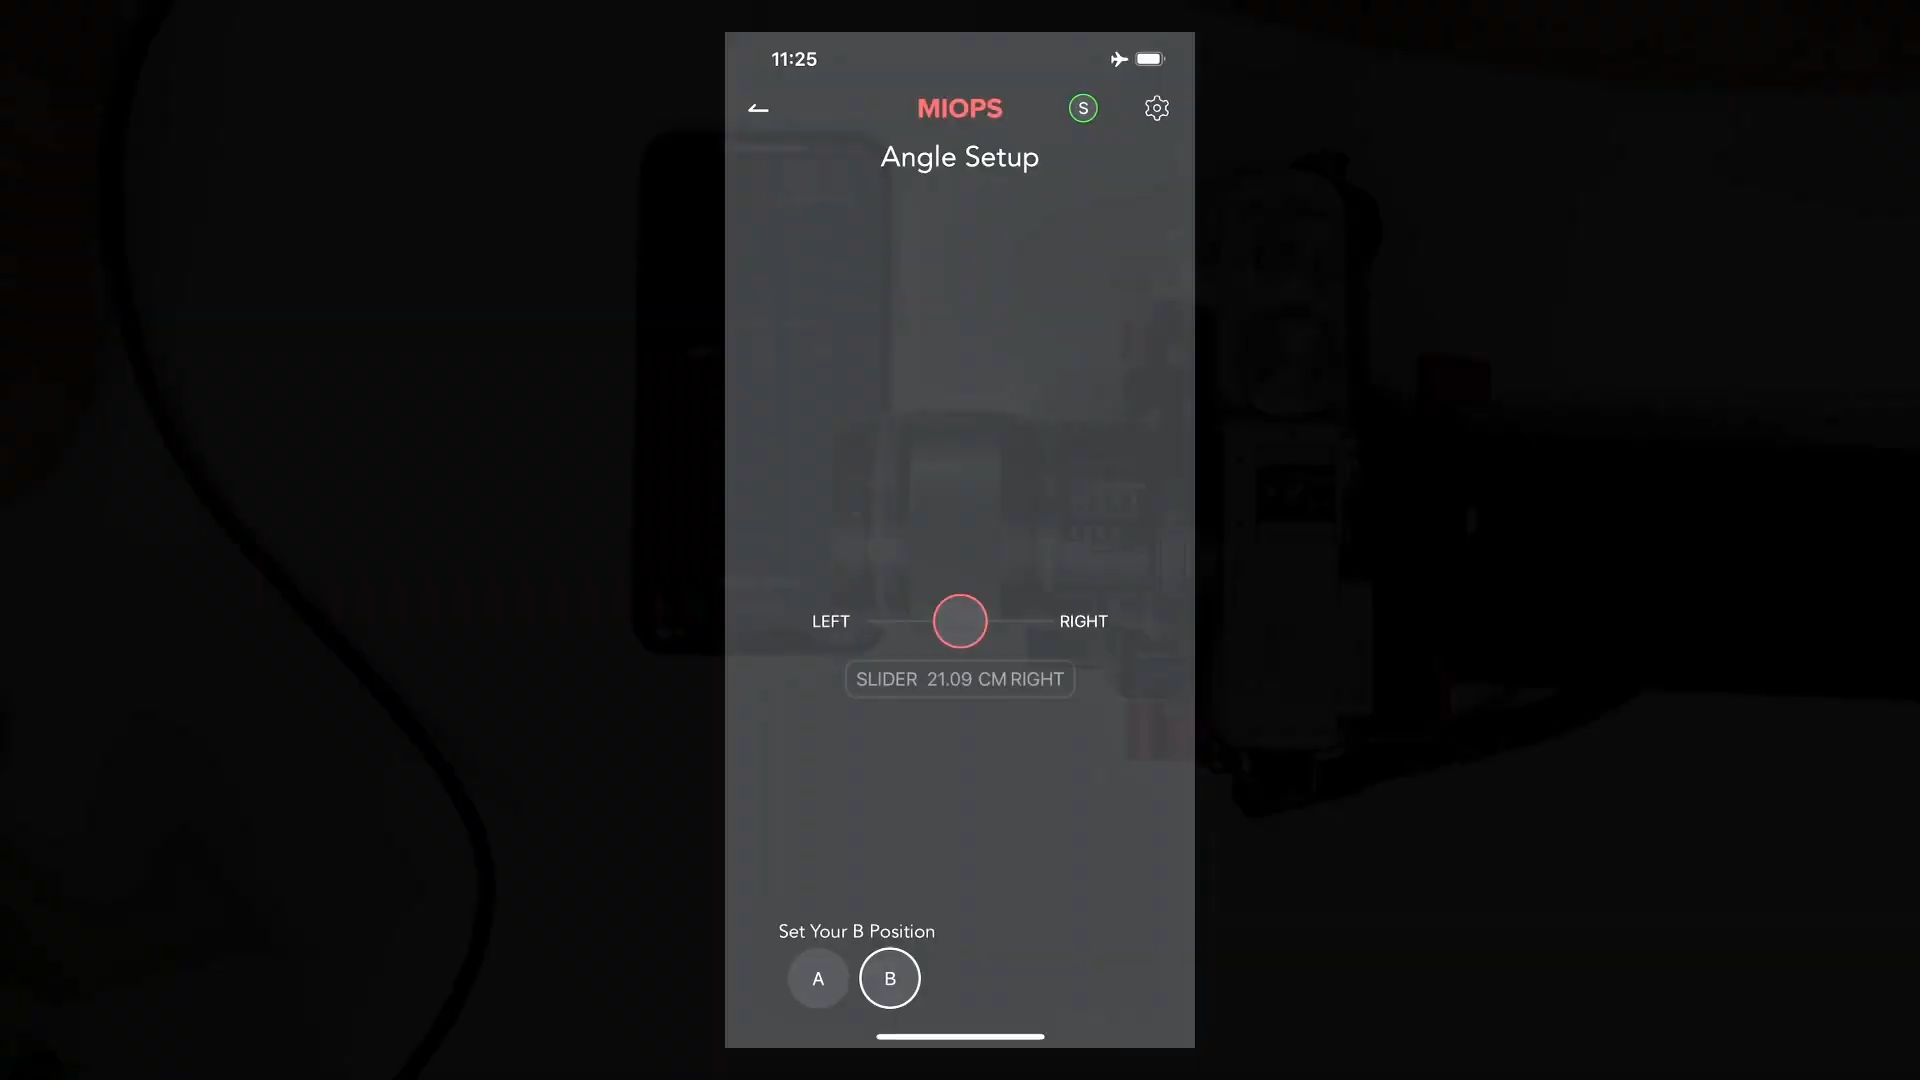 11:25
MIOPS
S
Angle Setup
LEFT
RIGHT
SLIDER 21.09 CM RIGHT
Set Your B Position
A
B